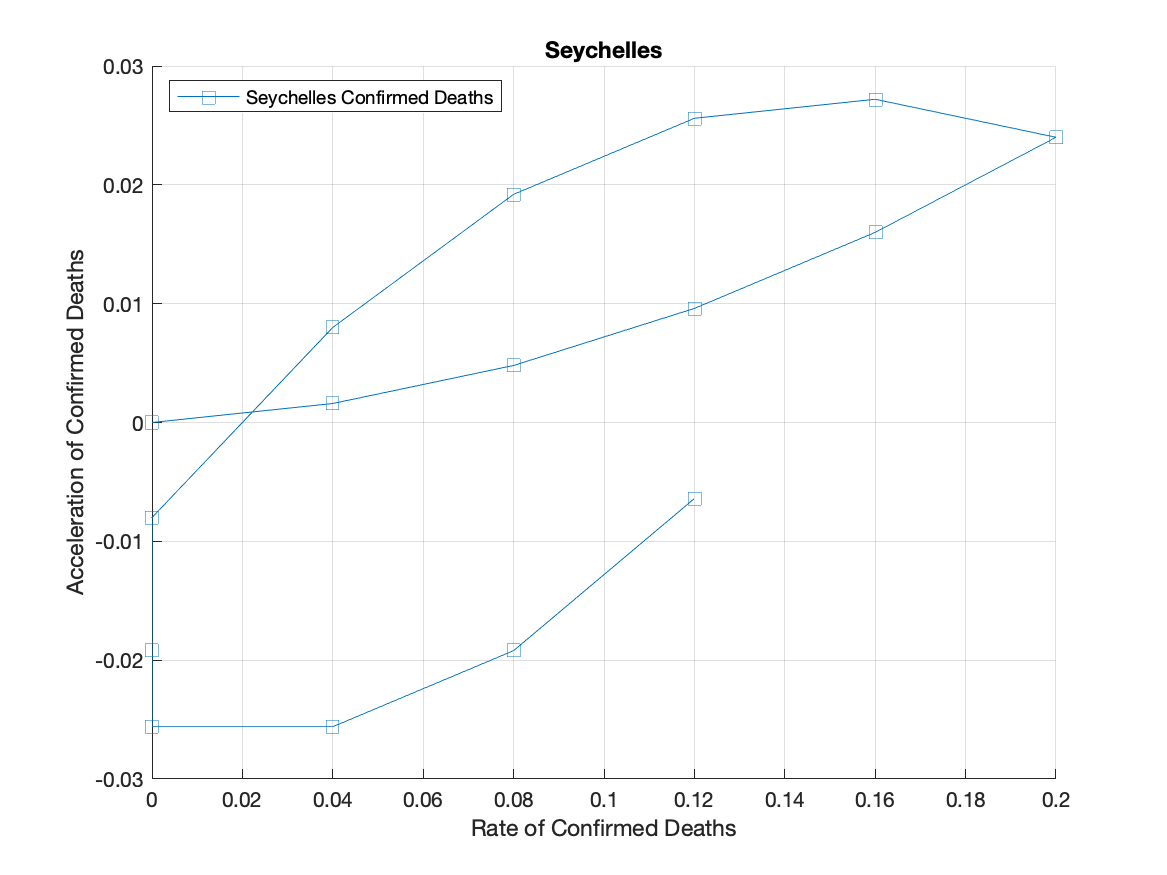 Seychelles
Seychelles Confirmed Deaths
Acceleration of Confirmed Deaths
0.03
0.02
0.01
0
-0.01
-0.02
-0.03
0 0.02 0.04 0.06 0.08 0.1 0.12 0.14 0.16 0.18 0.2
Rate of Confirmed Deaths